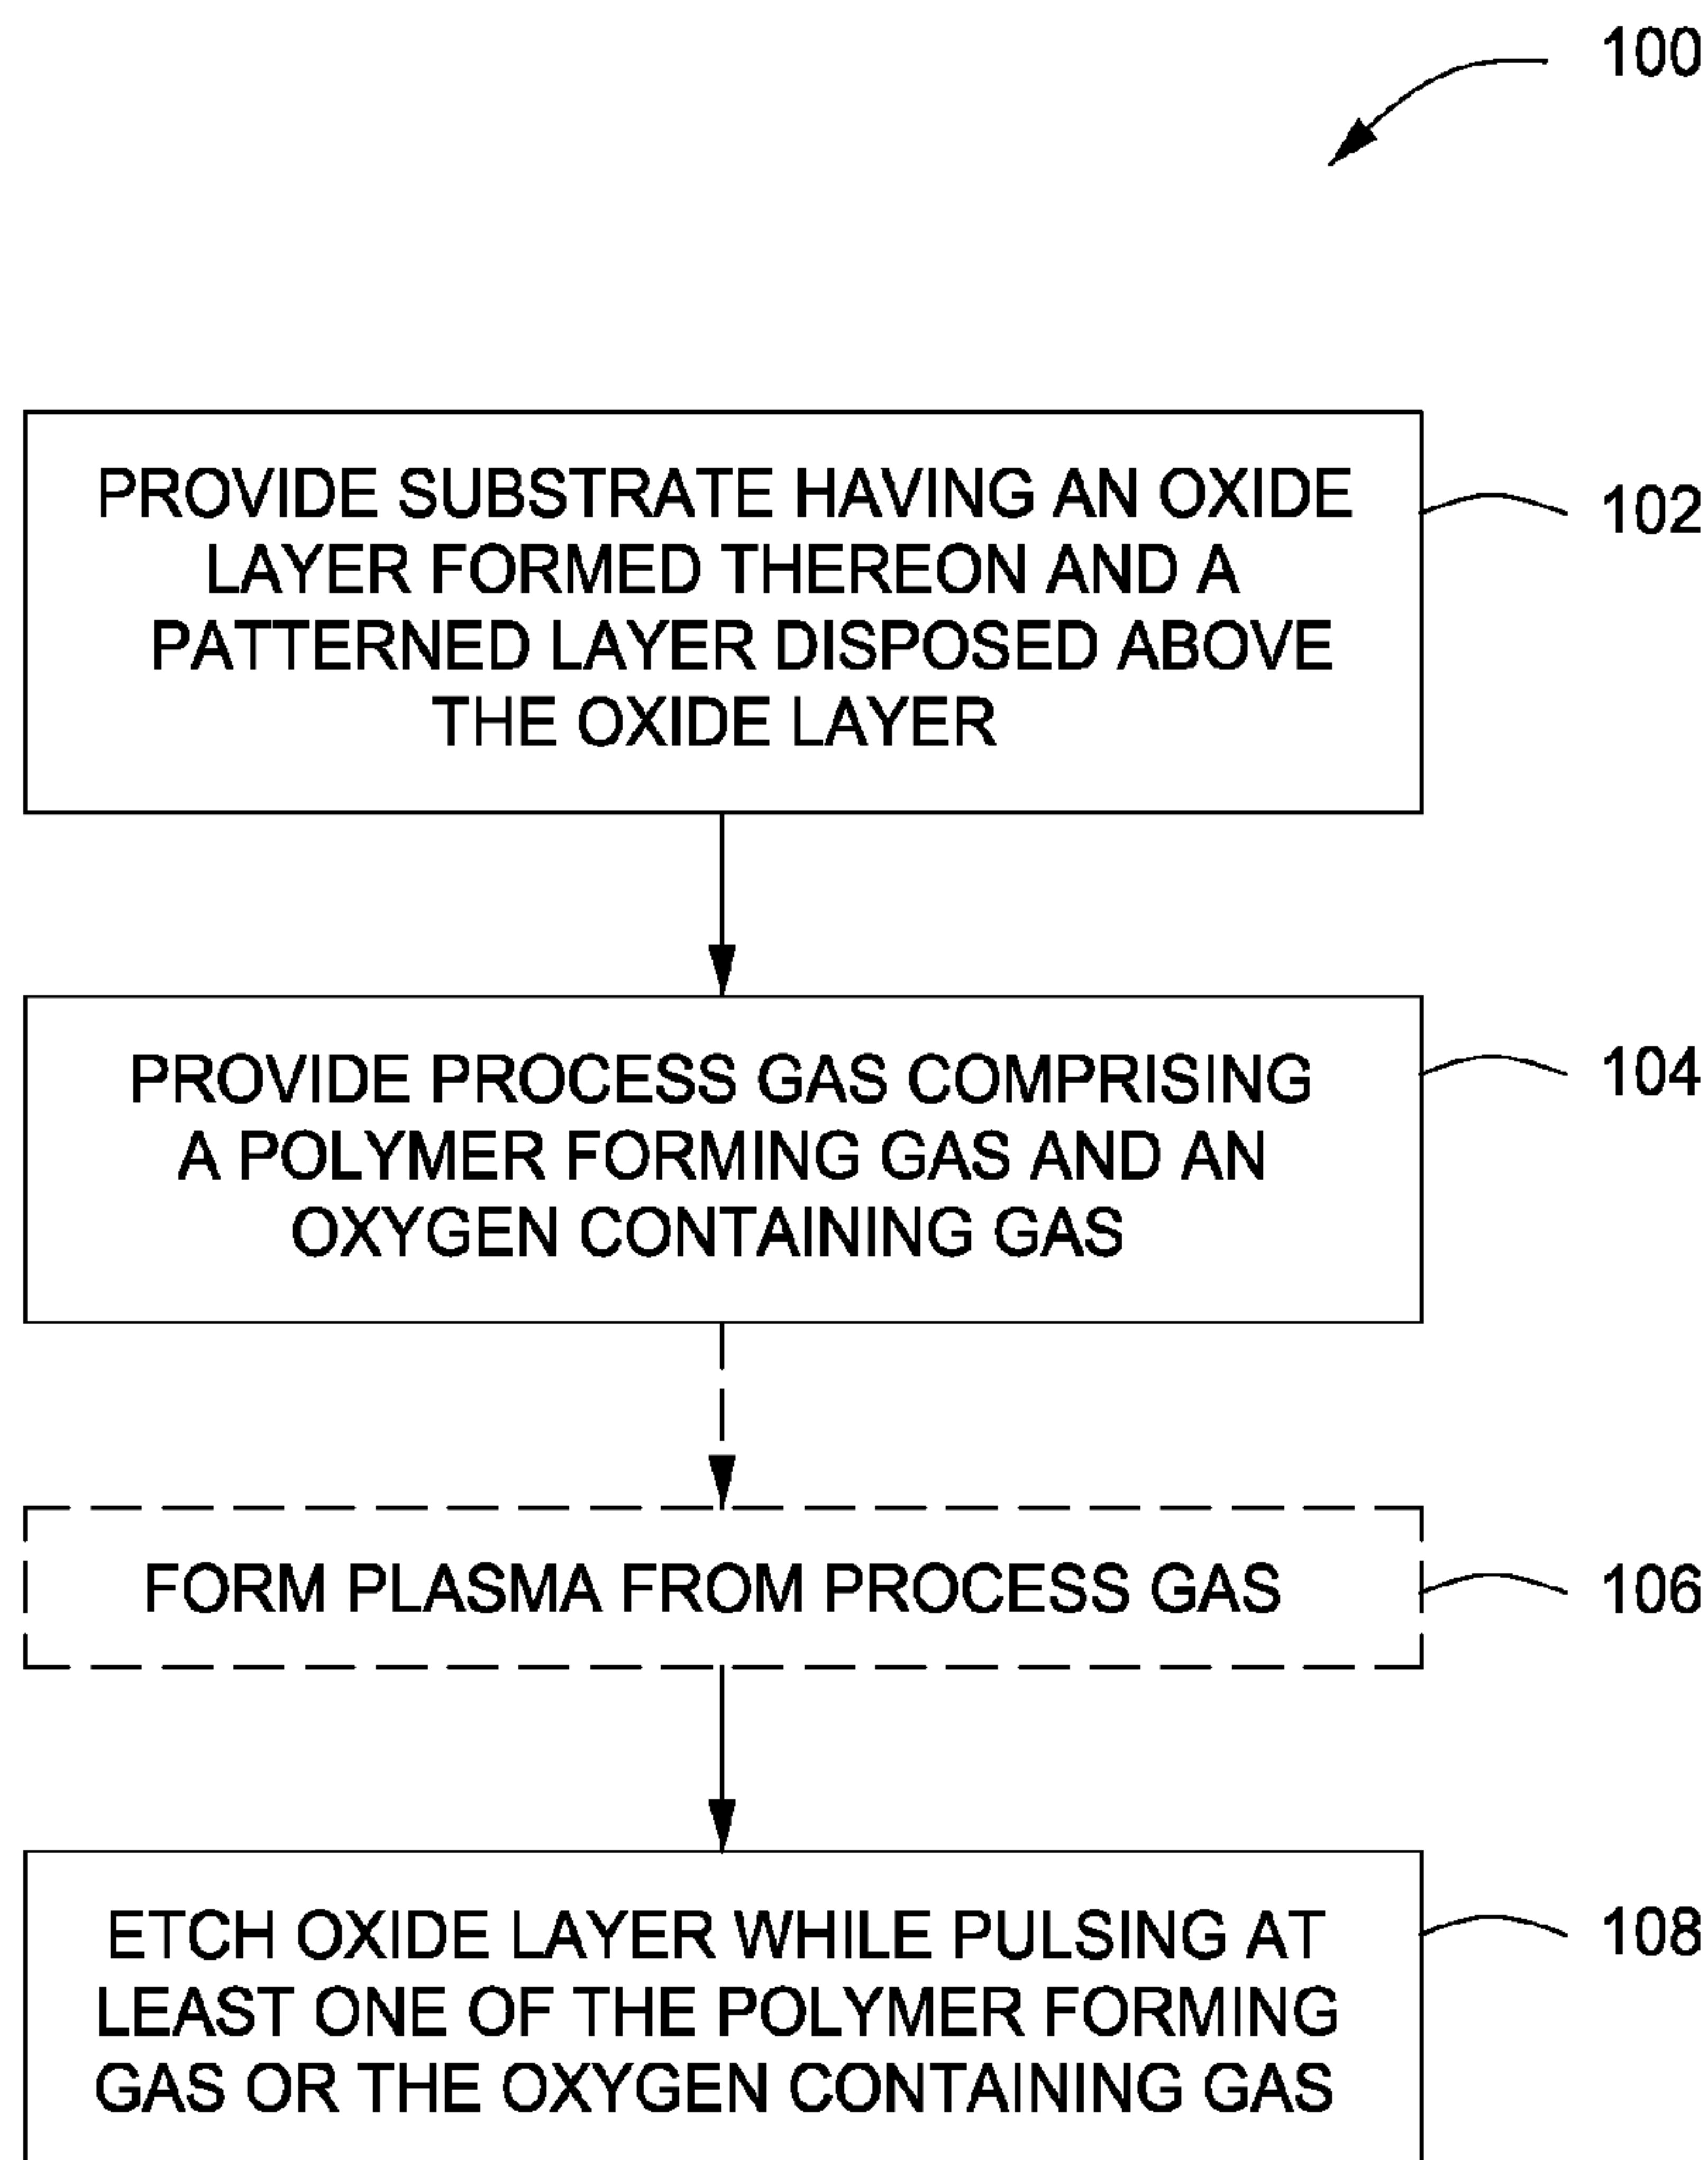 100
PROVIDE SUBSTRATE HAVING AN OXIDE
LAYER FORMED THEREON AND A
PATTERNED LAYER DISPOSED ABOVE
THE OXIDE LAYER
102
PROVIDE PROCESS GAS COMPRISING
A POLYMER FORMING GAS AND AN
OXYGEN CONTAINING GAS
104
FORM PLASMA FROM PROCESS GAS
106
ETCH OXIDE LAYER WHILE PULSING AT
LEAST ONE OF THE POLYMER FORMING
GAS OR THE OXYGEN CONTAINING GAS
108